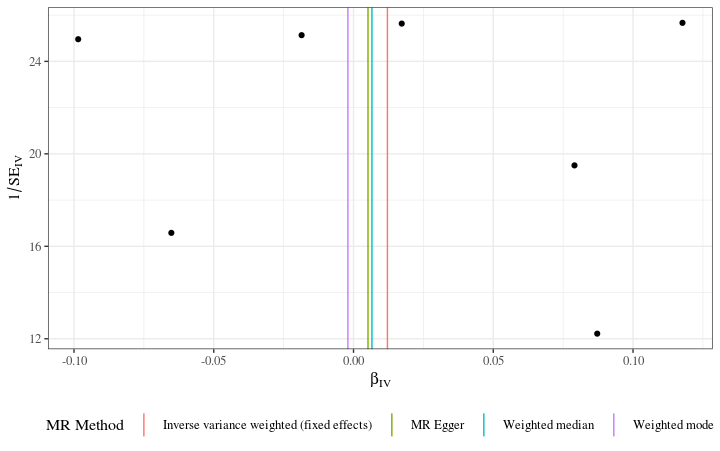 24
20
16
12
1/SE_IV
-0.10 -0.05 0.00 0.05 0.10
β_IV
MR Method Inverse variance weighted (fixed effects) MR Egger Weighted median Weighted mode